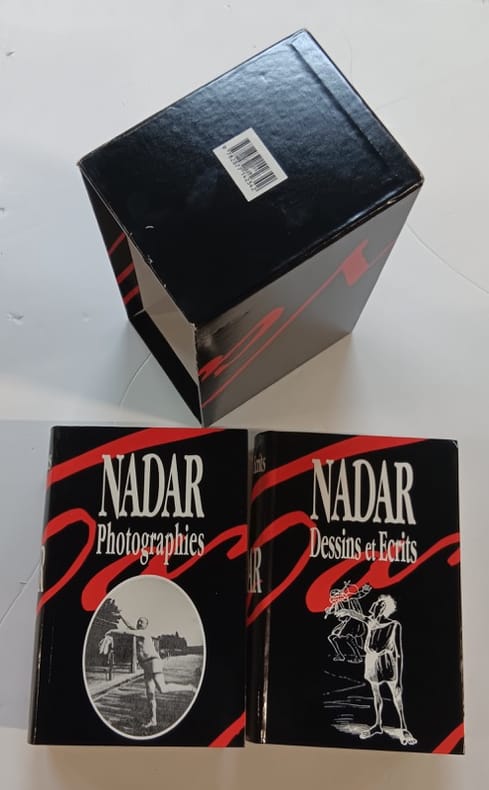 NADAR
Photographies
NADAR
Dessins et Ecrits